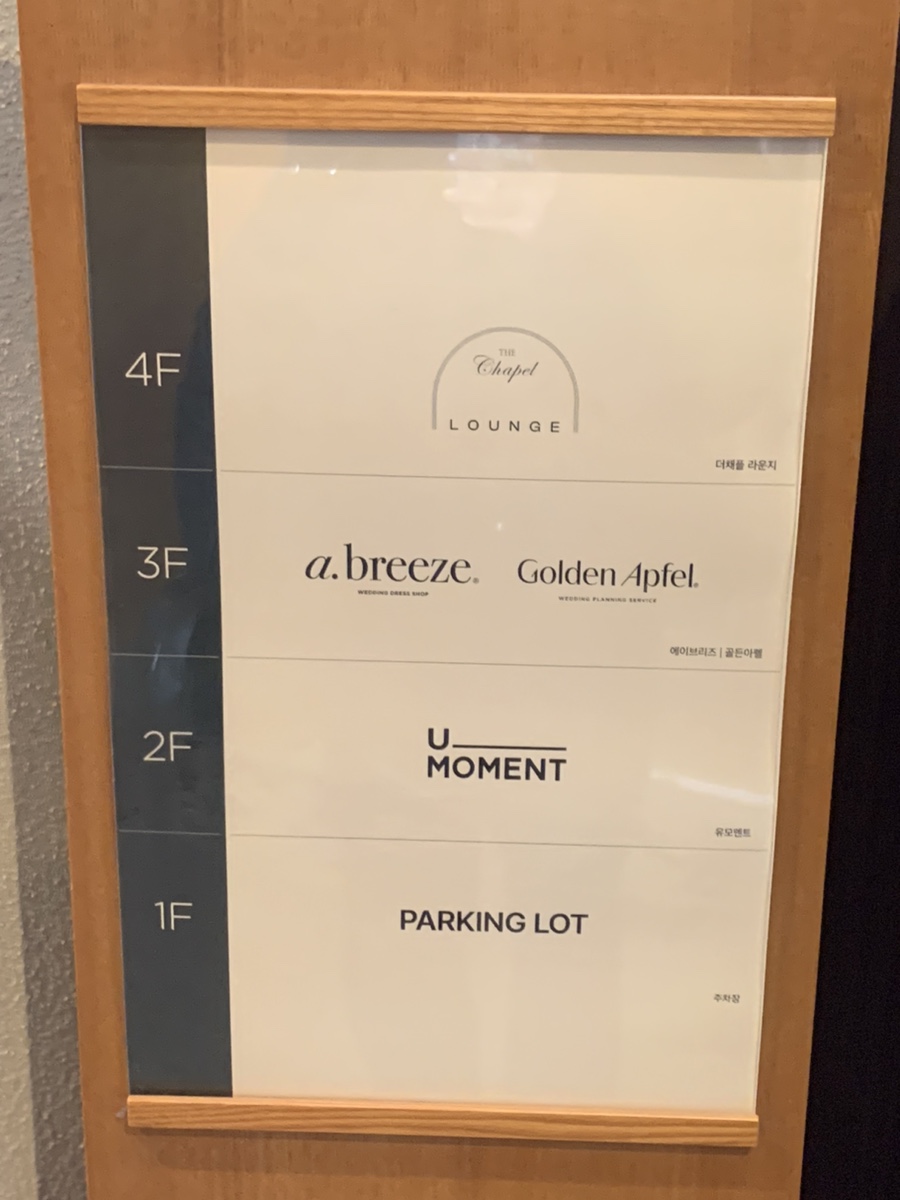 4F
THE
Chapel
LOUNGE
더채플 라운지
3F
a.breeze®
WEDDING DRESS SHOP
Golden Apfel®
WEDDING PLANNING SERVICE
에이브리즈 | 골든아펠
2F
U
MOMENT
유모멘트
1F
PARKING LOT
주차장